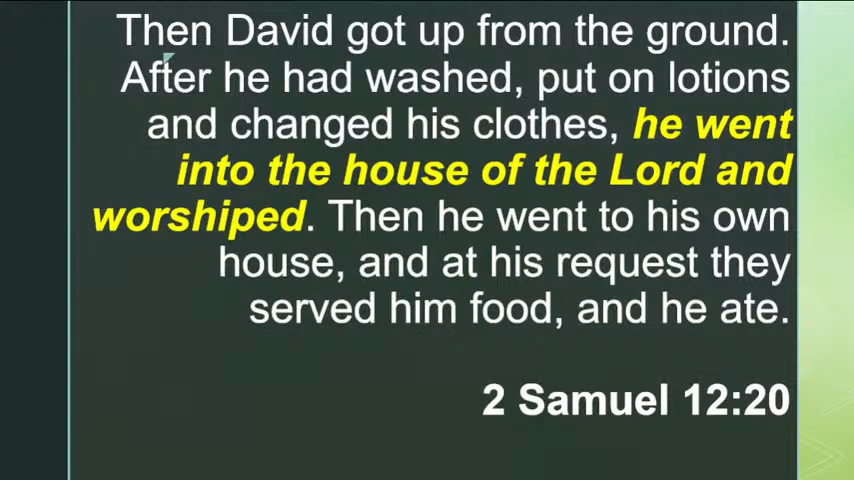 Then David got up from the ground.
After he had washed, put on lotions
and changed his clothes, he went
into the house of the Lord and
worshiped. Then he went to his own
house, and at his request they
served him food, and he ate.
2 Samuel 12:20